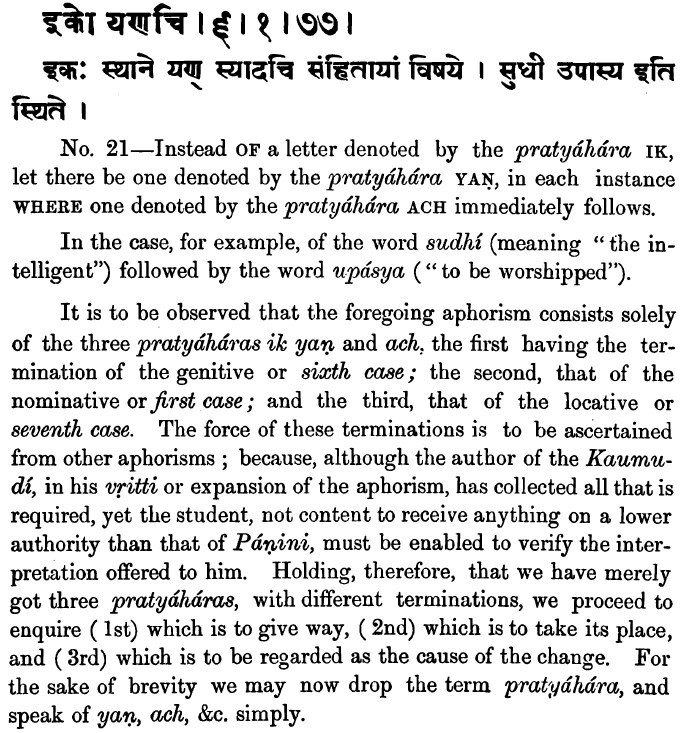 इको यणचि । ६ । १ । ७७ ।
इकः स्थाने यण् स्यादचि संहितायां विषये । सुधी उपास्य इति
स्थिते ।
No. 21—Instead OF a letter denoted by the pratyáhára IK,
let there be one denoted by the pratyáhára YAṆ, in each instance
WHERE one denoted by the pratyáhára ACH immediately follows.
In the case, for example, of the word sudhí (meaning “ the in-
telligent”) followed by the word upásya ( “ to be worshipped”).
It is to be observed that the foregoing aphorism consists solely
of the three pratyáháras ik yaṇ and ach, the first having the ter-
mination of the genitive or sixth case ; the second, that of the
nominative or first case ; and the third, that of the locative or
seventh case. The force of these terminations is to be ascertained
from other aphorisms ; because, although the author of the Kaumu-
dí, in his vṛitti or expansion of the aphorism, has collected all that is
required, yet the student, not content to receive anything on a lower
authority than that of Páṇini, must be enabled to verify the inter-
pretation offered to him. Holding, therefore, that we have merely
got three pratyáháras, with different terminations, we proceed to
enquire ( 1st) which is to give way, ( 2nd) which is to take its place,
and ( 3rd) which is to be regarded as the cause of the change. For
the sake of brevity we may now drop the term pratyáhára, and
speak of yaṇ, ach, &c. simply.